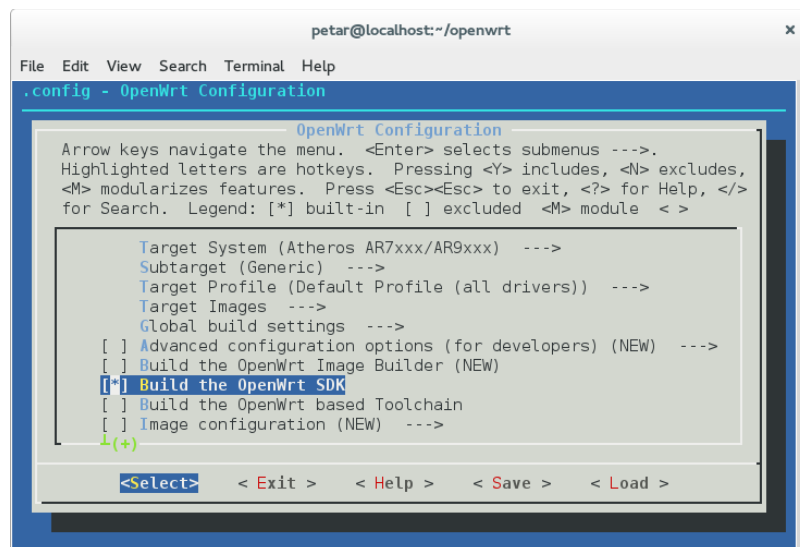 petar@localhost:~/openwrt ×
File Edit View Search Terminal Help
.config - OpenWrt Configuration
OpenWrt Configuration
Arrow keys navigate the menu. <Enter> selects submenus --->.
Highlighted letters are hotkeys. Pressing <Y> includes, <N> excludes,
<M> modularizes features. Press <Esc><Esc> to exit, <?> for Help, </>
for Search. Legend: [*] built-in [ ] excluded <M> module < >
Target System (Atheros AR7xxx/AR9xxx) --->
Subtarget (Generic) --->
Target Profile (Default Profile (all drivers)) --->
Target Images --->
Global build settings --->
[ ] Advanced configuration options (for developers) (NEW) --->
[ ] Build the OpenWrt Image Builder (NEW)
[*] Build the OpenWrt SDK
[ ] Build the OpenWrt based Toolchain
[ ] Image configuration (NEW) --->
┴(+)
<Select> < Exit > < Help > < Save > < Load >